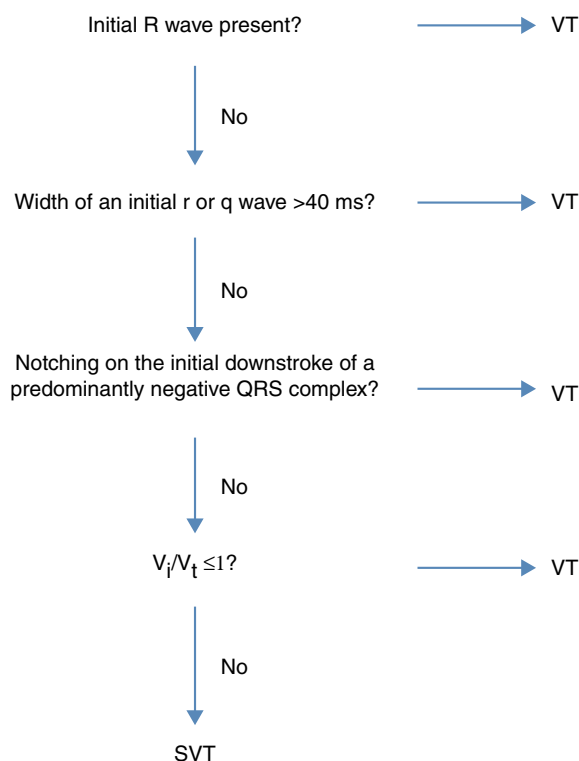 Initial R wave present? VT
No
Width of an initial r or q wave >40 ms? VT
No
Notching on the initial downstroke of a
predominantly negative QRS complex? VT
No
Vi/Vt ≤1? VT
No
SVT